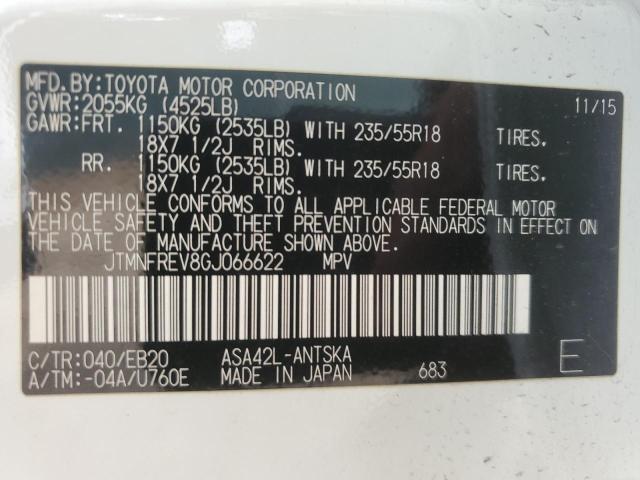 MFD.BY:TOYOTA MOTOR CORPORATION 11/15
GVWR:2055KG (4525LB)
GAWR:FRT. 1150KG (2535LB) WITH 235/55R18 TIRES.
18X7 1/2J RIMS.
RR. 1150KG (2535LB) WITH 235/55R18 TIRES.
18X7 1/2J RIMS.
THIS VEHICLE CONFORMS TO ALL APPLICABLE FEDERAL MOTOR
VEHICLE SAFETY AND THEFT PREVENTION STANDARDS IN EFFECT ON
THE DATE OF MANUFACTURE SHOWN ABOVE.
JTMNFREV8GJ066622 MPV
C/TR:040/EB20 ASA42L-ANTSKA E
A/TM:-04A/U760E MADE IN JAPAN 683